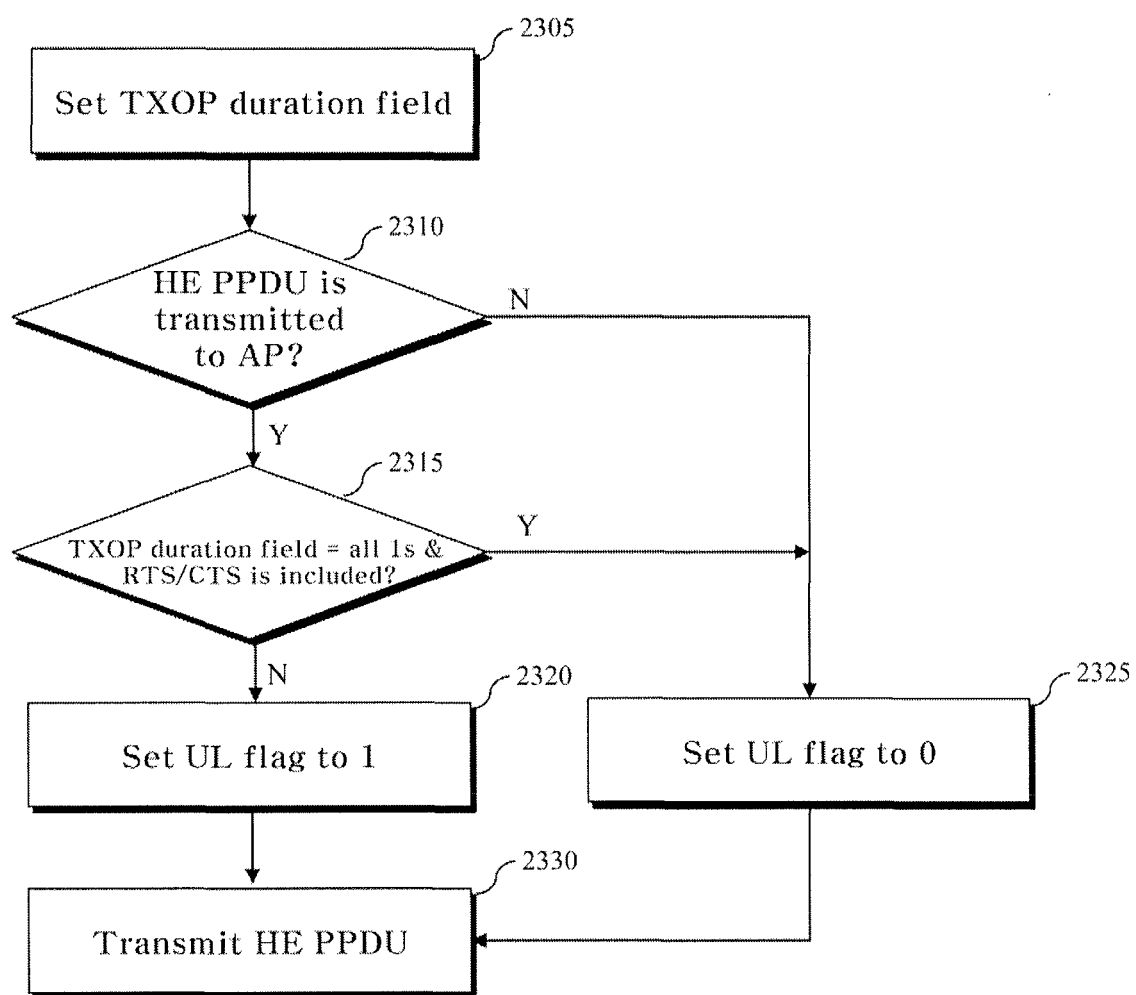 2305
Set TXOP duration field
2310
HE PPDU is
transmitted
to AP?
N
Y
2315
TXOP duration field = all 1s &
RTS/CTS is included?
Y
N
2320
Set UL flag to 1
2325
Set UL flag to 0
2330
Transmit HE PPDU